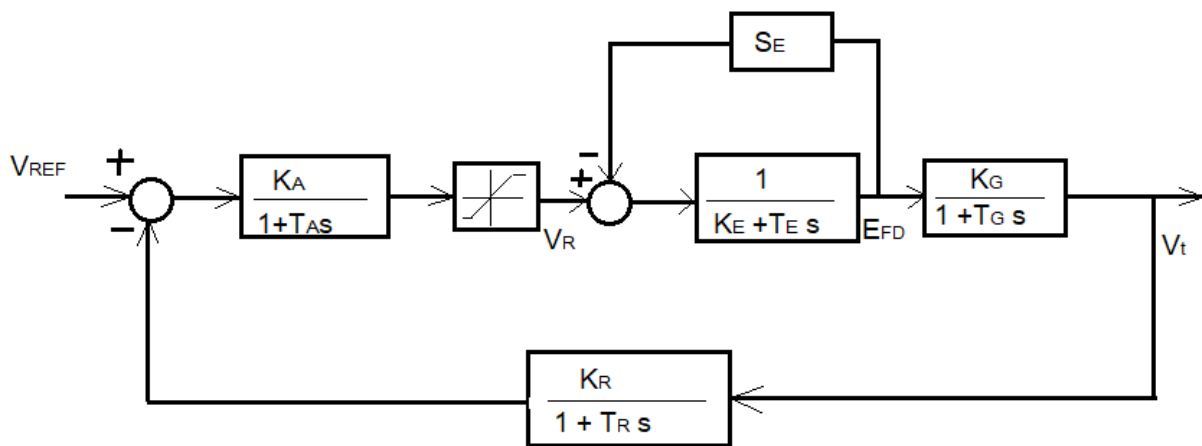 SE
+
VREF
−
KA
1+TAs
VR
−
+
1
KE +TE s
EFD
KG
1 +TG s
Vt
KR
1 + TR s